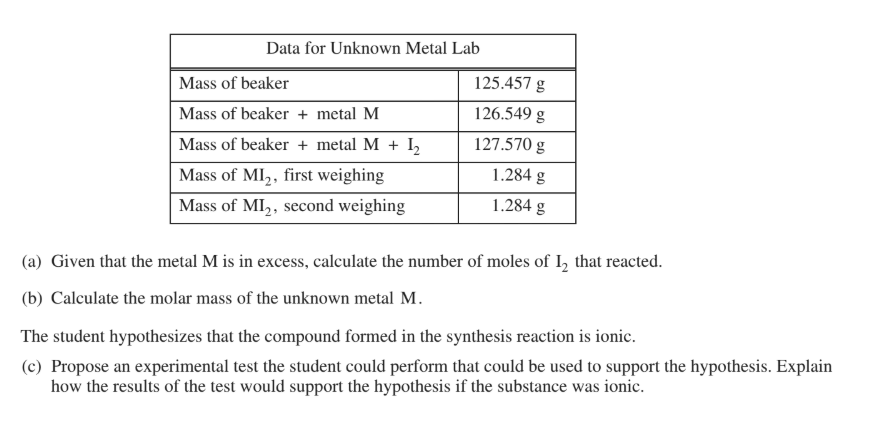 Data for Unknown Metal Lab
Mass of beaker 125.457 g
Mass of beaker + metal M 126.549 g
Mass of beaker + metal M + I₂ 127.570 g
Mass of MI₂, first weighing 1.284 g
Mass of MI₂, second weighing 1.284 g
(a) Given that the metal M is in excess, calculate the number of moles of I₂ that reacted.
(b) Calculate the molar mass of the unknown metal M.
The student hypothesizes that the compound formed in the synthesis reaction is ionic.
(c) Propose an experimental test the student could perform that could be used to support the hypothesis. Explain
how the results of the test would support the hypothesis if the substance was ionic.